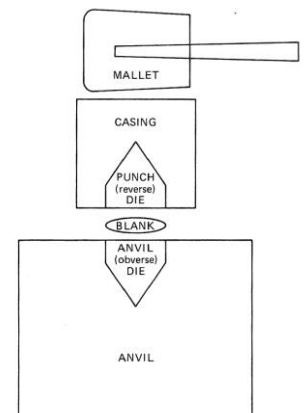 MALLET
CASING
PUNCH
(reverse)
DIE
BLANK
ANVIL
(obverse)
DIE
ANVIL